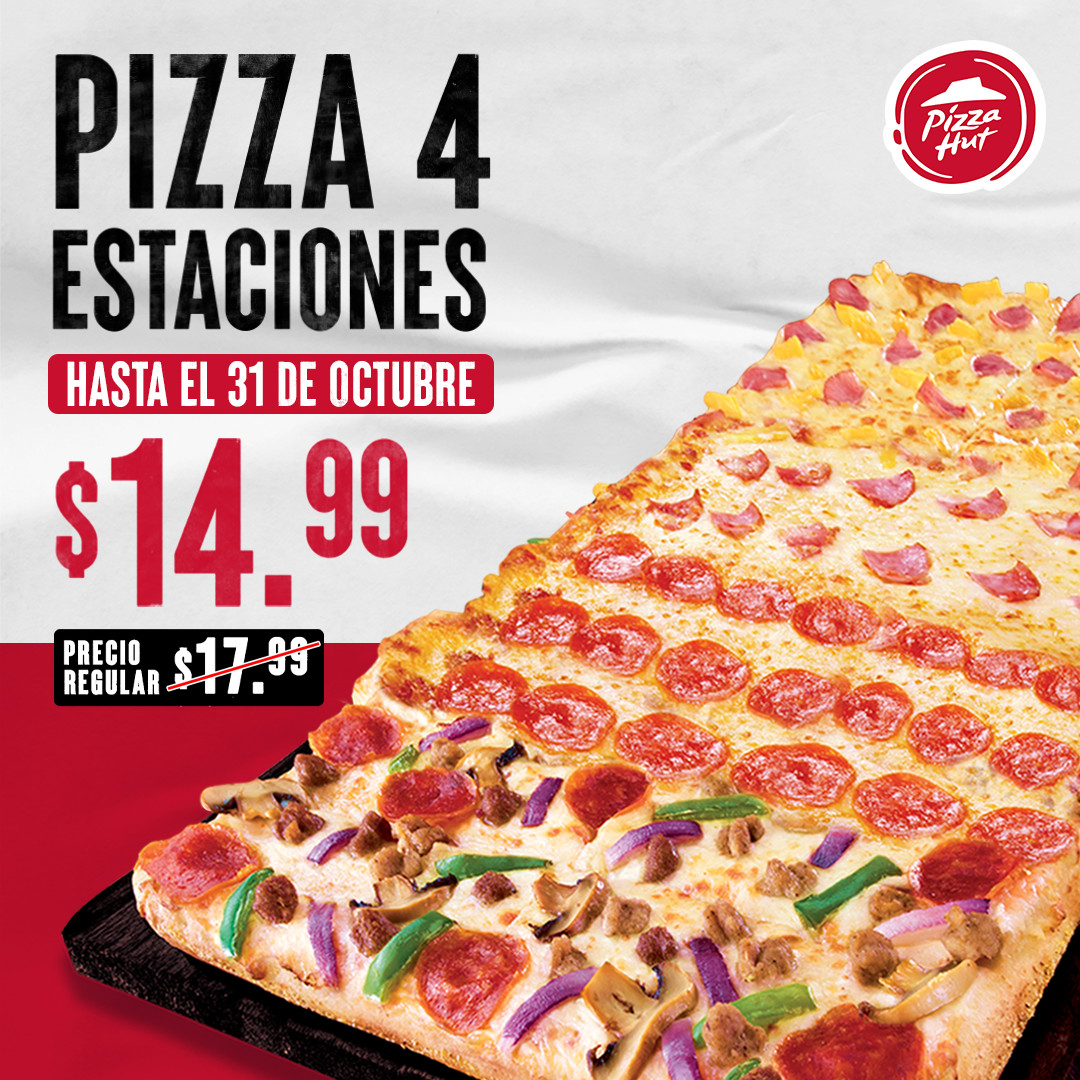 PIZZA 4
ESTACIONES
HASTA EL 31 DE OCTUBRE
$14.99
PRECIO
REGULAR $17.99
Pizza
Hut